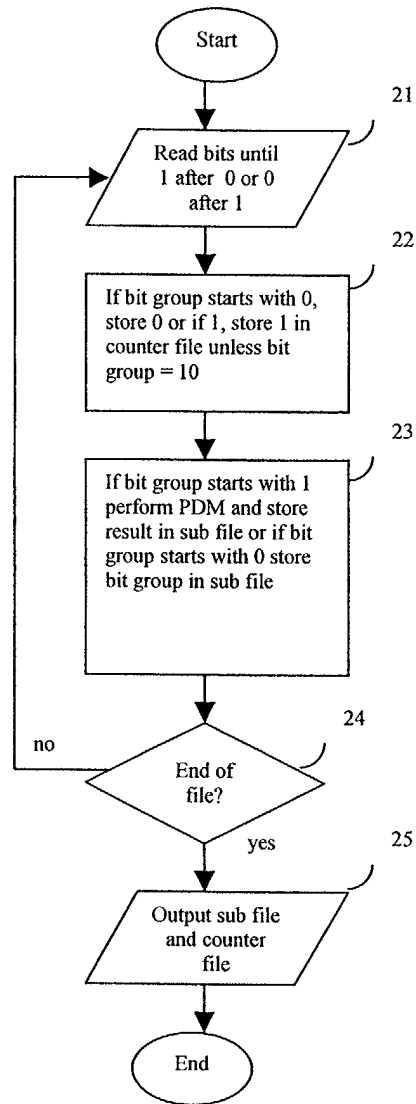 Start
21
Read bits until
1 after 0 or 0
after 1
22
If bit group starts with 0,
store 0 or if 1, store 1 in
counter file unless bit
group = 10
23
If bit group starts with 1
perform PDM and store
result in sub file or if bit
group starts with 0 store
bit group in sub file
24
no
End of
file?
yes
25
Output sub file
and counter
file
End